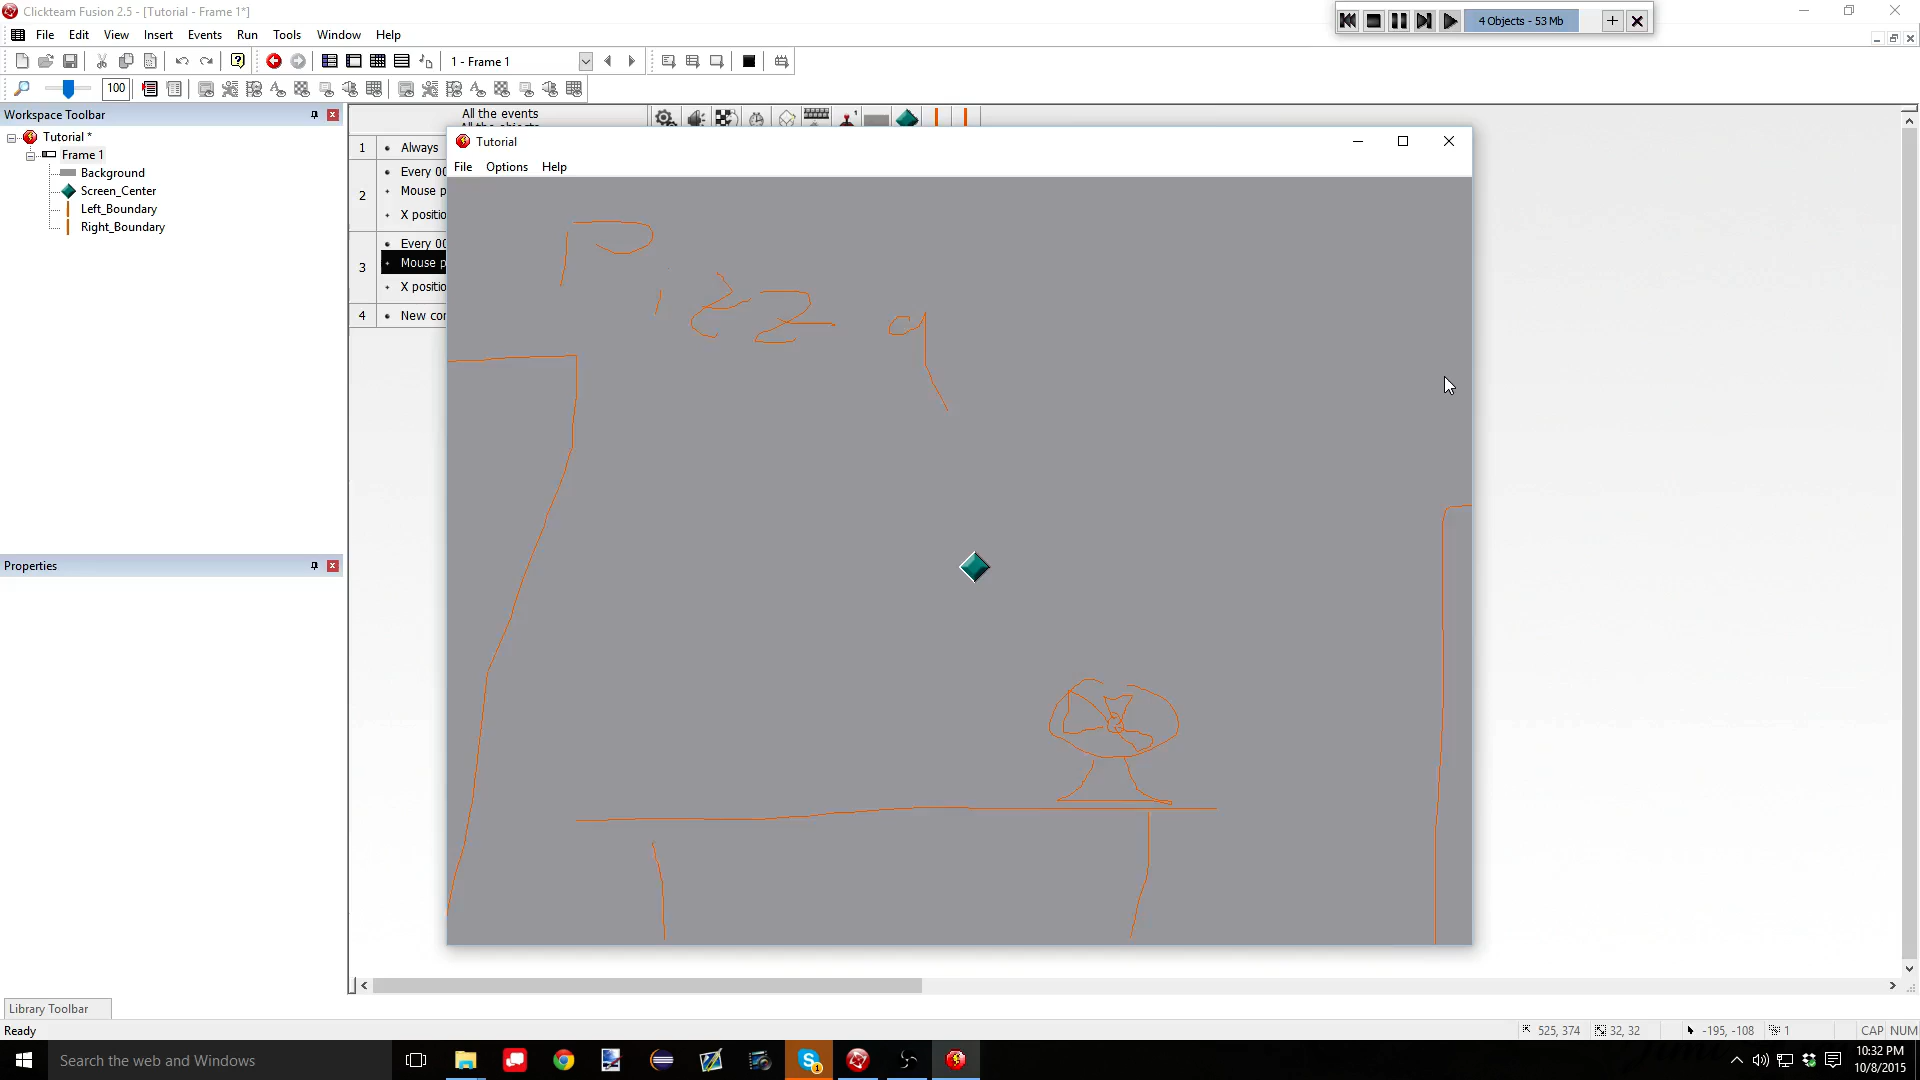 Clickteam Fusion 2.5 - [Tutorial - Frame 1*]
4 Objects - 53 Mb
File Edit View Insert Events Run Tools Window Help
1 - Frame 1
100
Workspace Toolbar
Tutorial *
Frame 1
Background
Screen_Center
Left_Boundary
Right_Boundary
Properties
Library Toolbar
All the events
1 Always
2 Every 00
Mouse p
X positio
3 Every 00
Mouse p
X positio
4 New con
Tutorial
File Options Help
Pizza
Ready
525, 374
32, 32
-195, -108
1
CAP NUM
Search the web and Windows
10:32 PM
10/8/2015